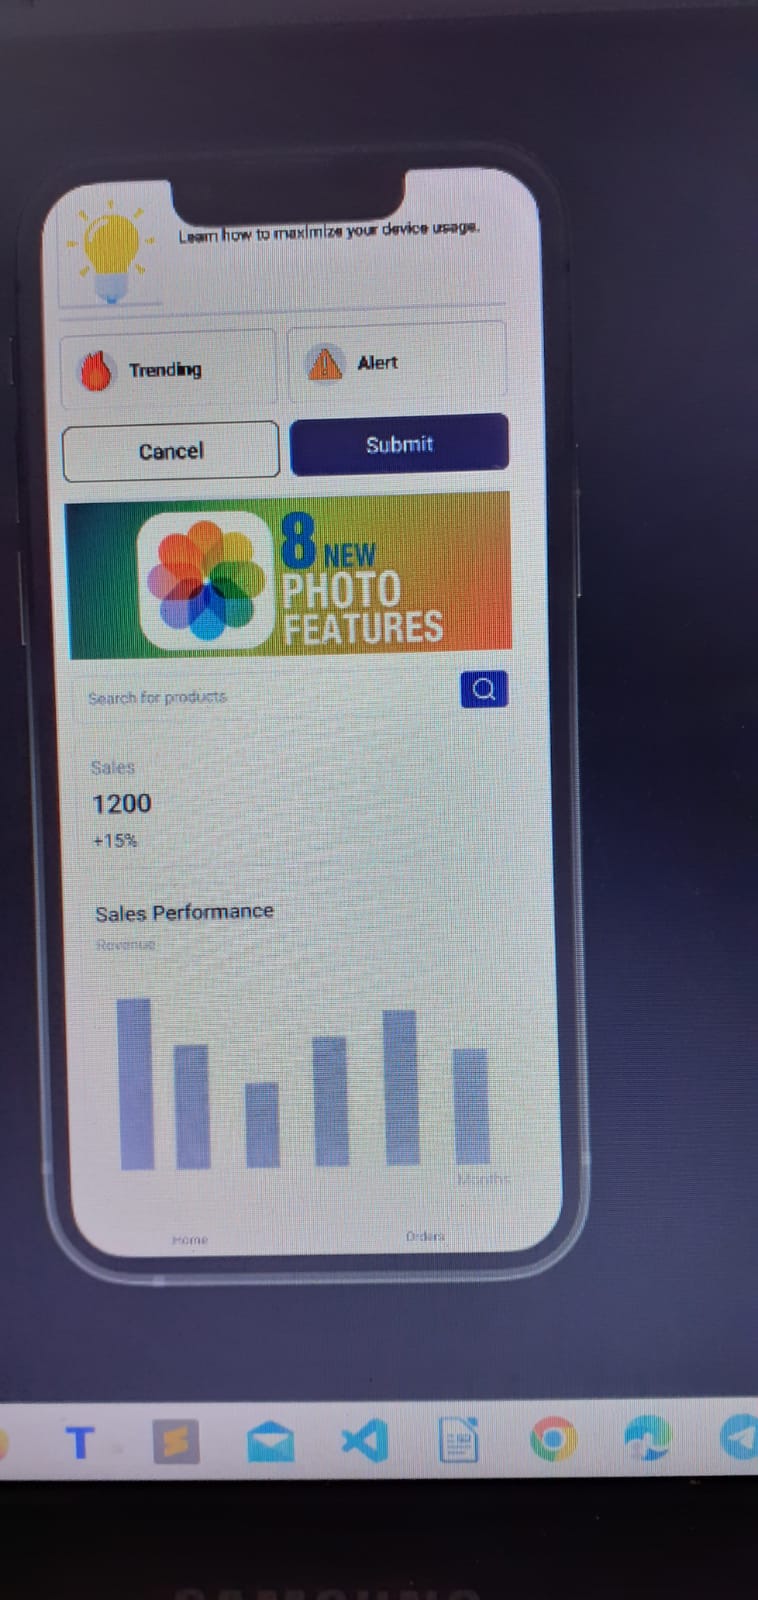 Learn how to maximize your device usage.
Trending
Alert
Cancel
Submit
8 NEW
PHOTO
FEATURES
Search for products
Sales
1200
+15%
Sales Performance
Revenue
Months
Home
Orders
T
SAMSUNG